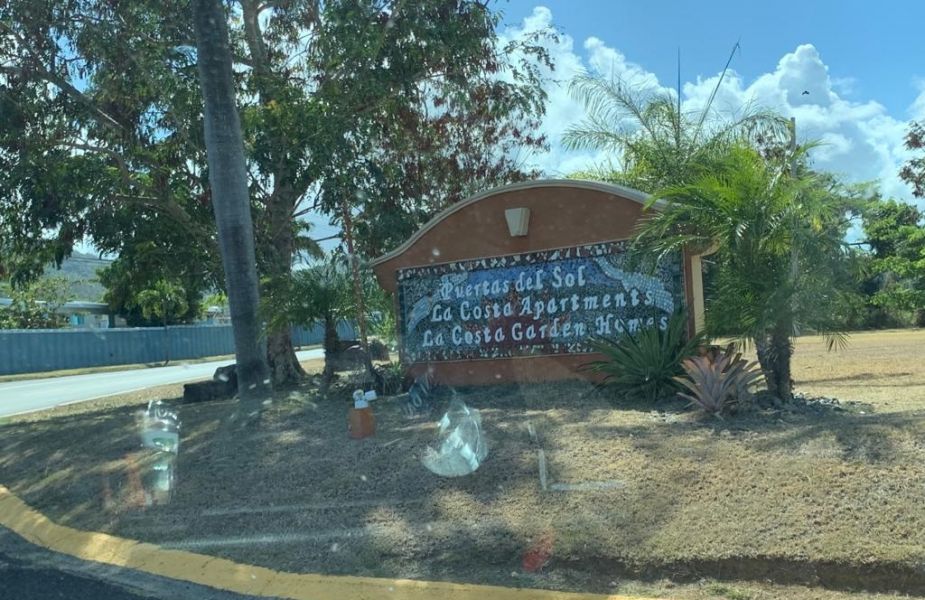 Puertas del Sol
La Costa Apartments
La Costa Garden Homes